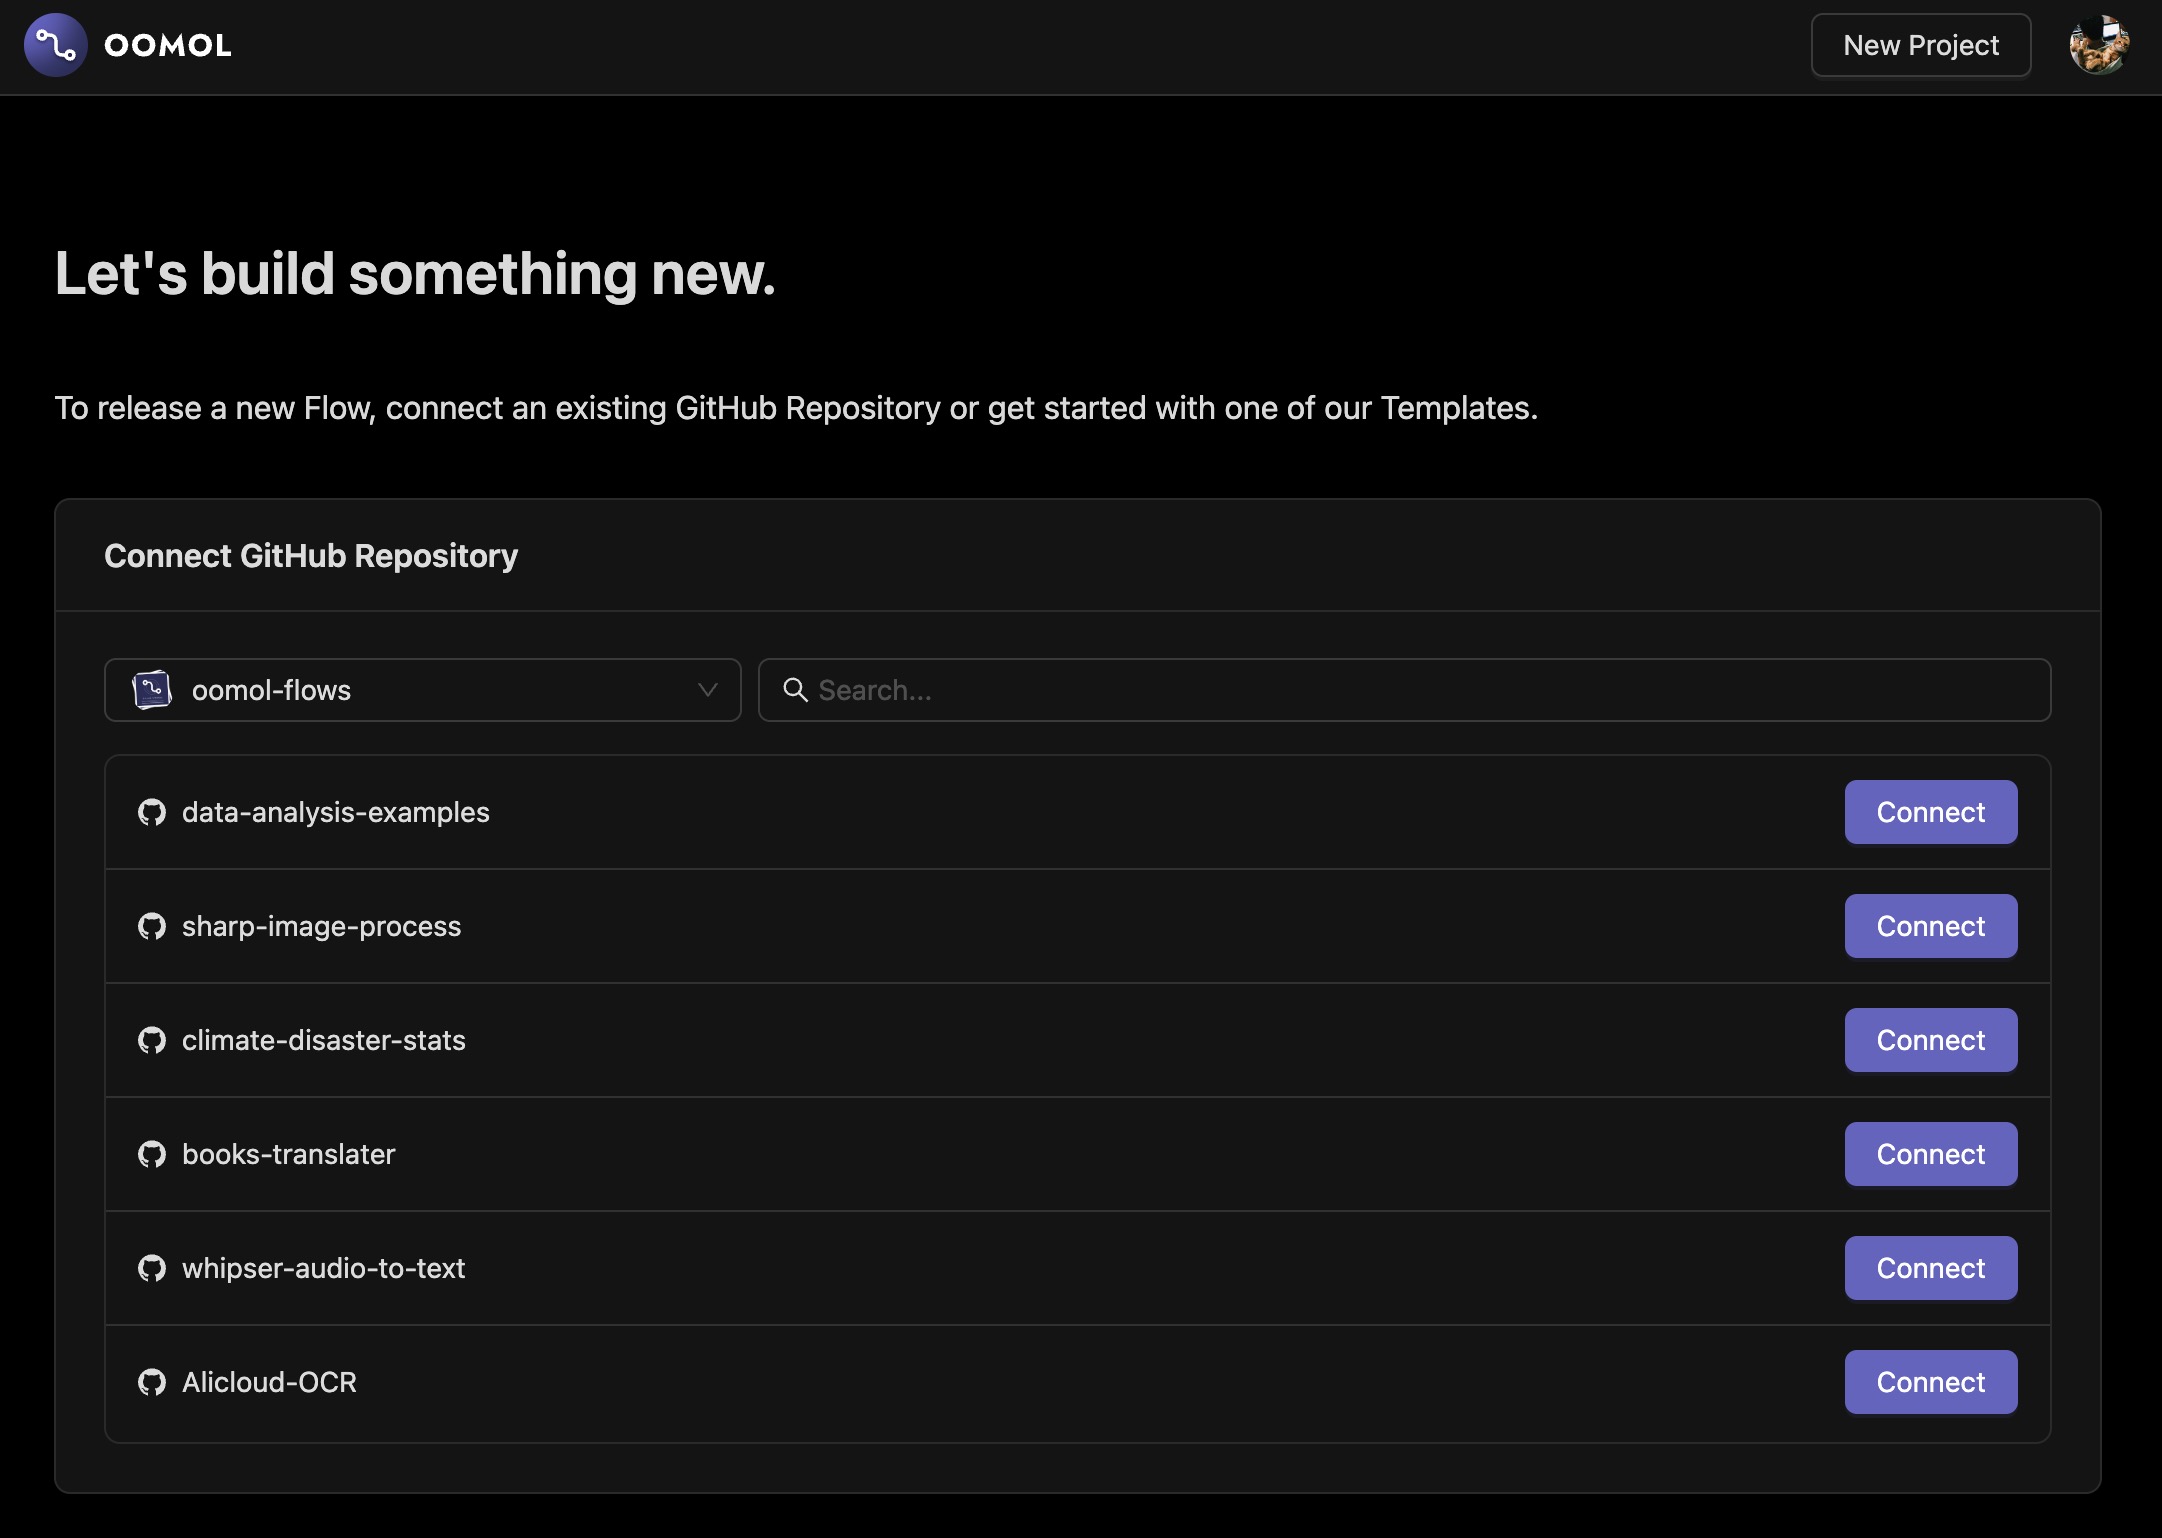 OOMOL
New Project
Let's build something new.
To release a new Flow, connect an existing GitHub Repository or get started with one of our Templates.
Connect GitHub Repository
oomol-flows
Search...
data-analysis-examples
Connect
sharp-image-process
Connect
climate-disaster-stats
Connect
books-translater
Connect
whipser-audio-to-text
Connect
Alicloud-OCR
Connect